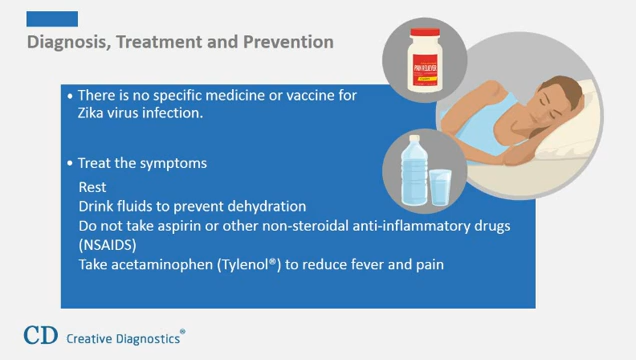 Diagnosis, Treatment and Prevention
PAIN RELIEVER
• There is no specific medicine or vaccine for
Zika virus infection.
• Treat the symptoms
Rest
Drink fluids to prevent dehydration
Do not take aspirin or other non-steroidal anti-inflammatory drugs
(NSAIDS)
Take acetaminophen (Tylenol®) to reduce fever and pain
CD Creative Diagnostics®